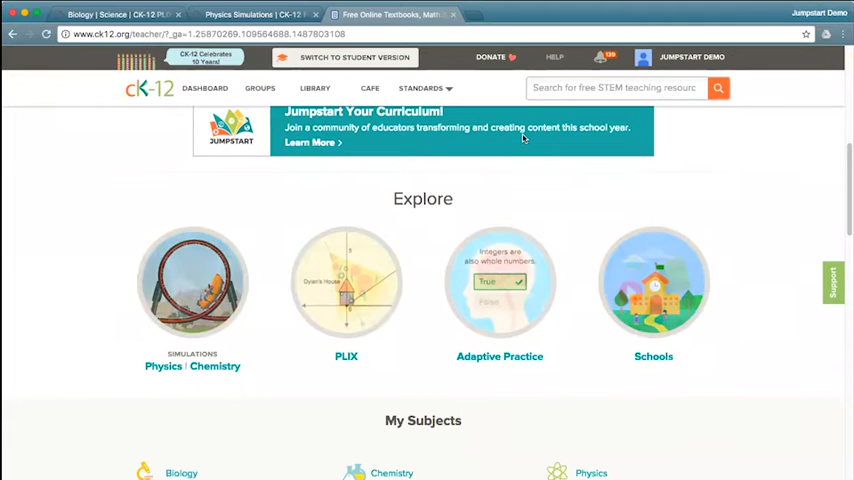 Biology | Science | CK-12 PLI
Physics Simulations | CK-12 F
Free Online Textbooks, Math
Jumpstart Demo
www.ck12.org/teacher/?_ga=1.25870269.109564688.1487803108
CK-12 Celebrates
10 Years!
SWITCH TO STUDENT VERSION
DONATE
HELP
139
JUMPSTART DEMO
cK-12
DASHBOARD
GROUPS
LIBRARY
CAFE
STANDARDS
Search for free STEM teaching resourc
JUMPSTART
Jumpstart Your Curriculum!
Join a community of educators transforming and creating content this school year.
Learn More >
Explore
Dylan's House
Integers are
also whole numbers.
True
False
SIMULATIONS
Physics | Chemistry
PLIX
Adaptive Practice
Schools
Support
My Subjects
Biology
Chemistry
Physics